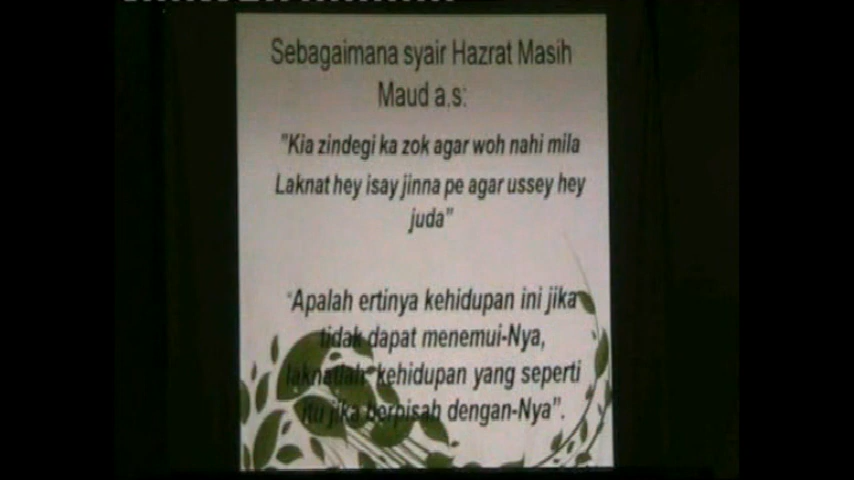 Sebagaimana syair Hazrat Masih
Maud a.s:
"Kia zindegi ka zok agar woh nahi mila
Laknat hey isay jinna pe agar ussey hey
juda"
"Apalah ertinya kehidupan ini jika
tidak dapat menemui-Nya,
laknatlah kehidupan yang seperti
itu jika berpisah dengan-Nya".